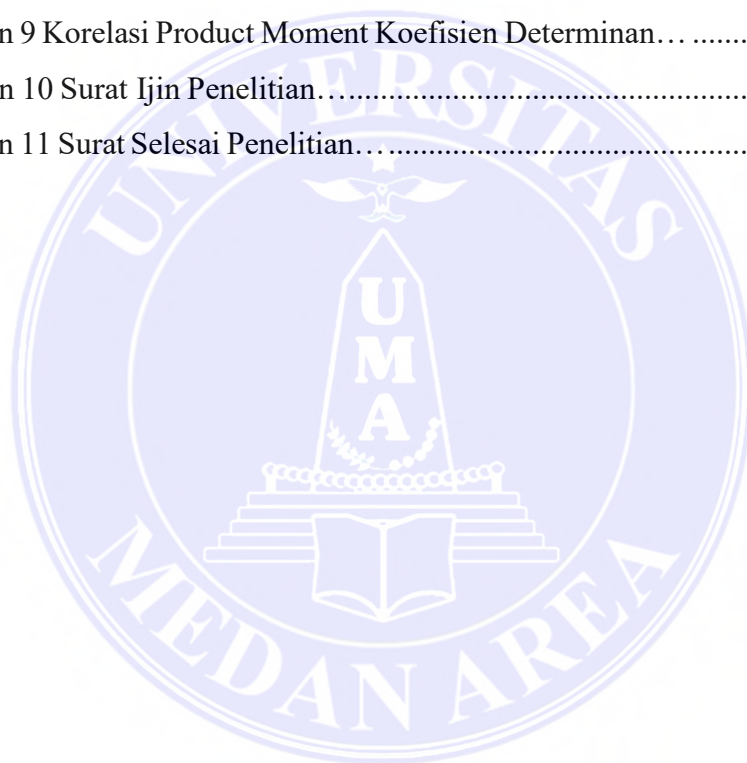 n 9 Korelasi Product Moment Koefisien Determinan… .......
n 10 Surat Ijin Penelitian….............................................
n 11 Surat Selesai Penelitian….......................................
UNIVERSITAS
U
M
A
MEDAN AREA